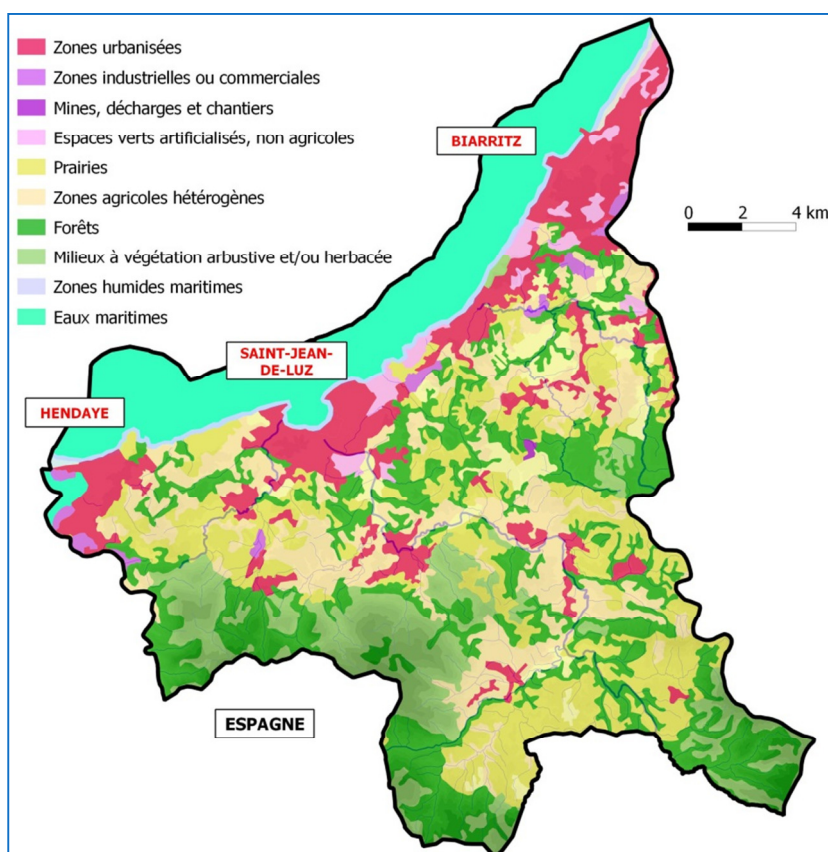 Zones urbanisées
Zones industrielles ou commerciales
Mines, décharges et chantiers
Espaces verts artificialisés, non agricoles
Prairies
Zones agricoles hétérogènes
Forêts
Milieux à végétation arbustive et/ou herbacée
Zones humides maritimes
Eaux maritimes
BIARRITZ
0 2 4 km
SAINT-JEAN-
DE-LUZ
HENDAYE
ESPAGNE